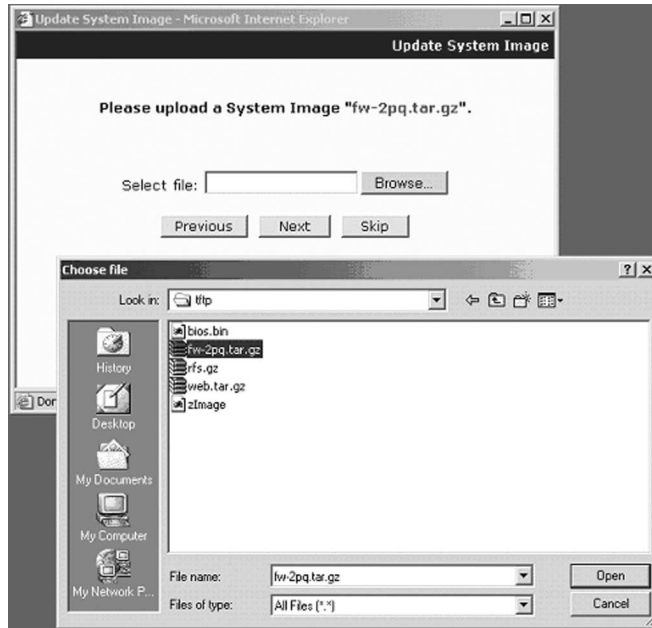 Update System Image - Microsoft Internet Explorer
Update System Image
Please upload a System Image "fw-2pq.tar.gz".
Select file:
Browse...
Previous Next Skip
Choose file
Look in: tftp
bios.bin
fw-2pq.tar.gz
rfs.gz
web.tar.gz
zImage
History
Desktop
My Documents
My Computer
My Network P...
Don
File name: fw-2pq.tar.gz Open
Files of type: All Files (*.*) Cancel